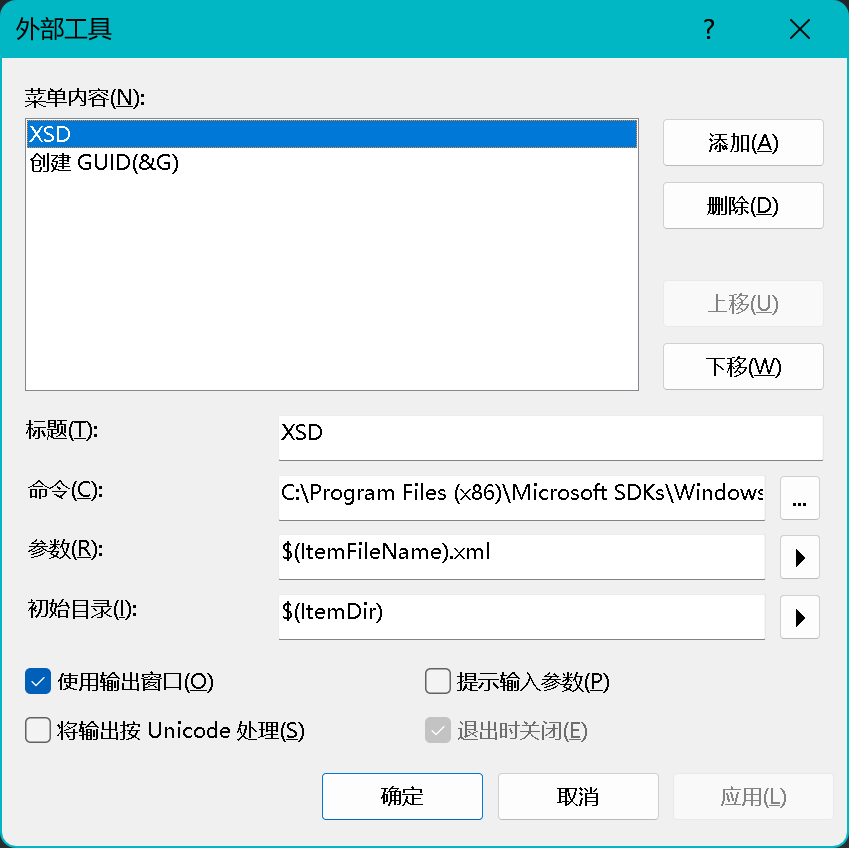 外部工具
菜单内容(N):
XSD
创建 GUID(&G)
添加(A)
删除(D)
上移(U)
下移(W)
标题(T):
XSD
命令(C):
C:\Program Files (x86)\Microsoft SDKs\Windows
...
参数(R):
$(ItemFileName).xml
初始目录(I):
$(ItemDir)
使用输出窗口(O)
提示输入参数(P)
将输出按 Unicode 处理(S)
退出时关闭(E)
确定
取消
应用(L)